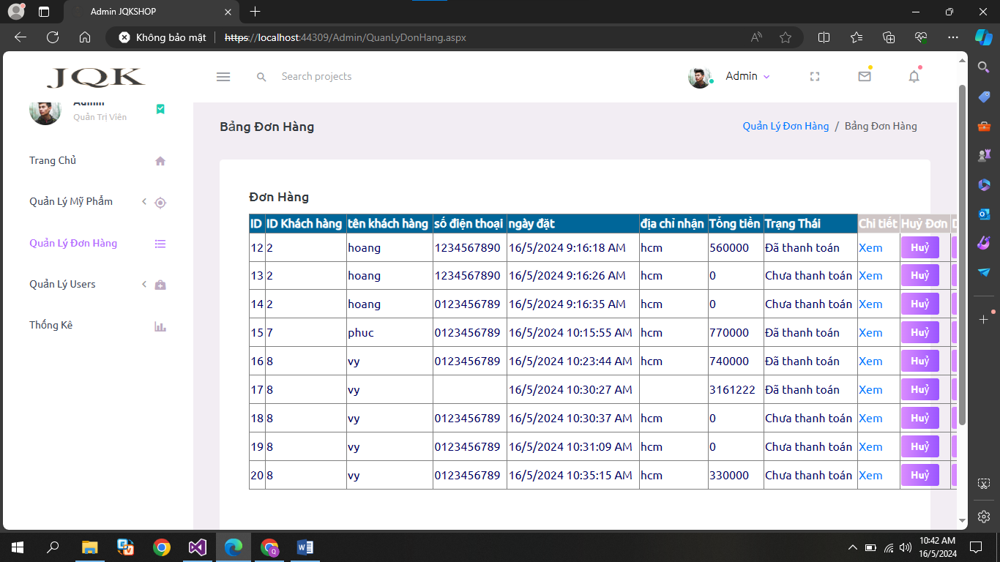 Admin JQKSHOP
Không bảo mật
https://localhost:44309/Admin/QuanLyDonHang.aspx
JQK
Search projects
Admin
Quản Trị Viên
Trang Chủ
Quản Lý Mỹ Phẩm
Quản Lý Đơn Hàng
Quản Lý Users
Thống Kê
Bảng Đơn Hàng
Quản Lý Đơn Hàng / Bảng Đơn Hàng
Đơn Hàng
ID ID Khách hàng tên khách hàng số điện thoại ngày đặt địa chỉ nhận Tổng tiền Trạng Thái Chi tiết Huỷ Đơn
12 2 hoang 1234567890 16/5/2024 9:16:18 AM hcm 560000 Đã thanh toán Xem Huỷ
13 2 hoang 1234567890 16/5/2024 9:16:26 AM hcm 0 Chưa thanh toán Xem Huỷ
14 2 hoang 0123456789 16/5/2024 9:16:35 AM hcm 0 Chưa thanh toán Xem Huỷ
15 7 phuc 0123456789 16/5/2024 10:15:55 AM hcm 770000 Đã thanh toán Xem Huỷ
16 8 vy 0123456789 16/5/2024 10:23:44 AM hcm 740000 Đã thanh toán Xem Huỷ
17 8 vy 16/5/2024 10:30:27 AM 3161222 Đã thanh toán Xem Huỷ
18 8 vy 0123456789 16/5/2024 10:30:37 AM hcm 0 Chưa thanh toán Xem Huỷ
19 8 vy 0123456789 16/5/2024 10:31:09 AM hcm 0 Chưa thanh toán Xem Huỷ
20 8 vy 0123456789 16/5/2024 10:35:15 AM hcm 330000 Chưa thanh toán Xem Huỷ
10:42 AM
16/5/2024